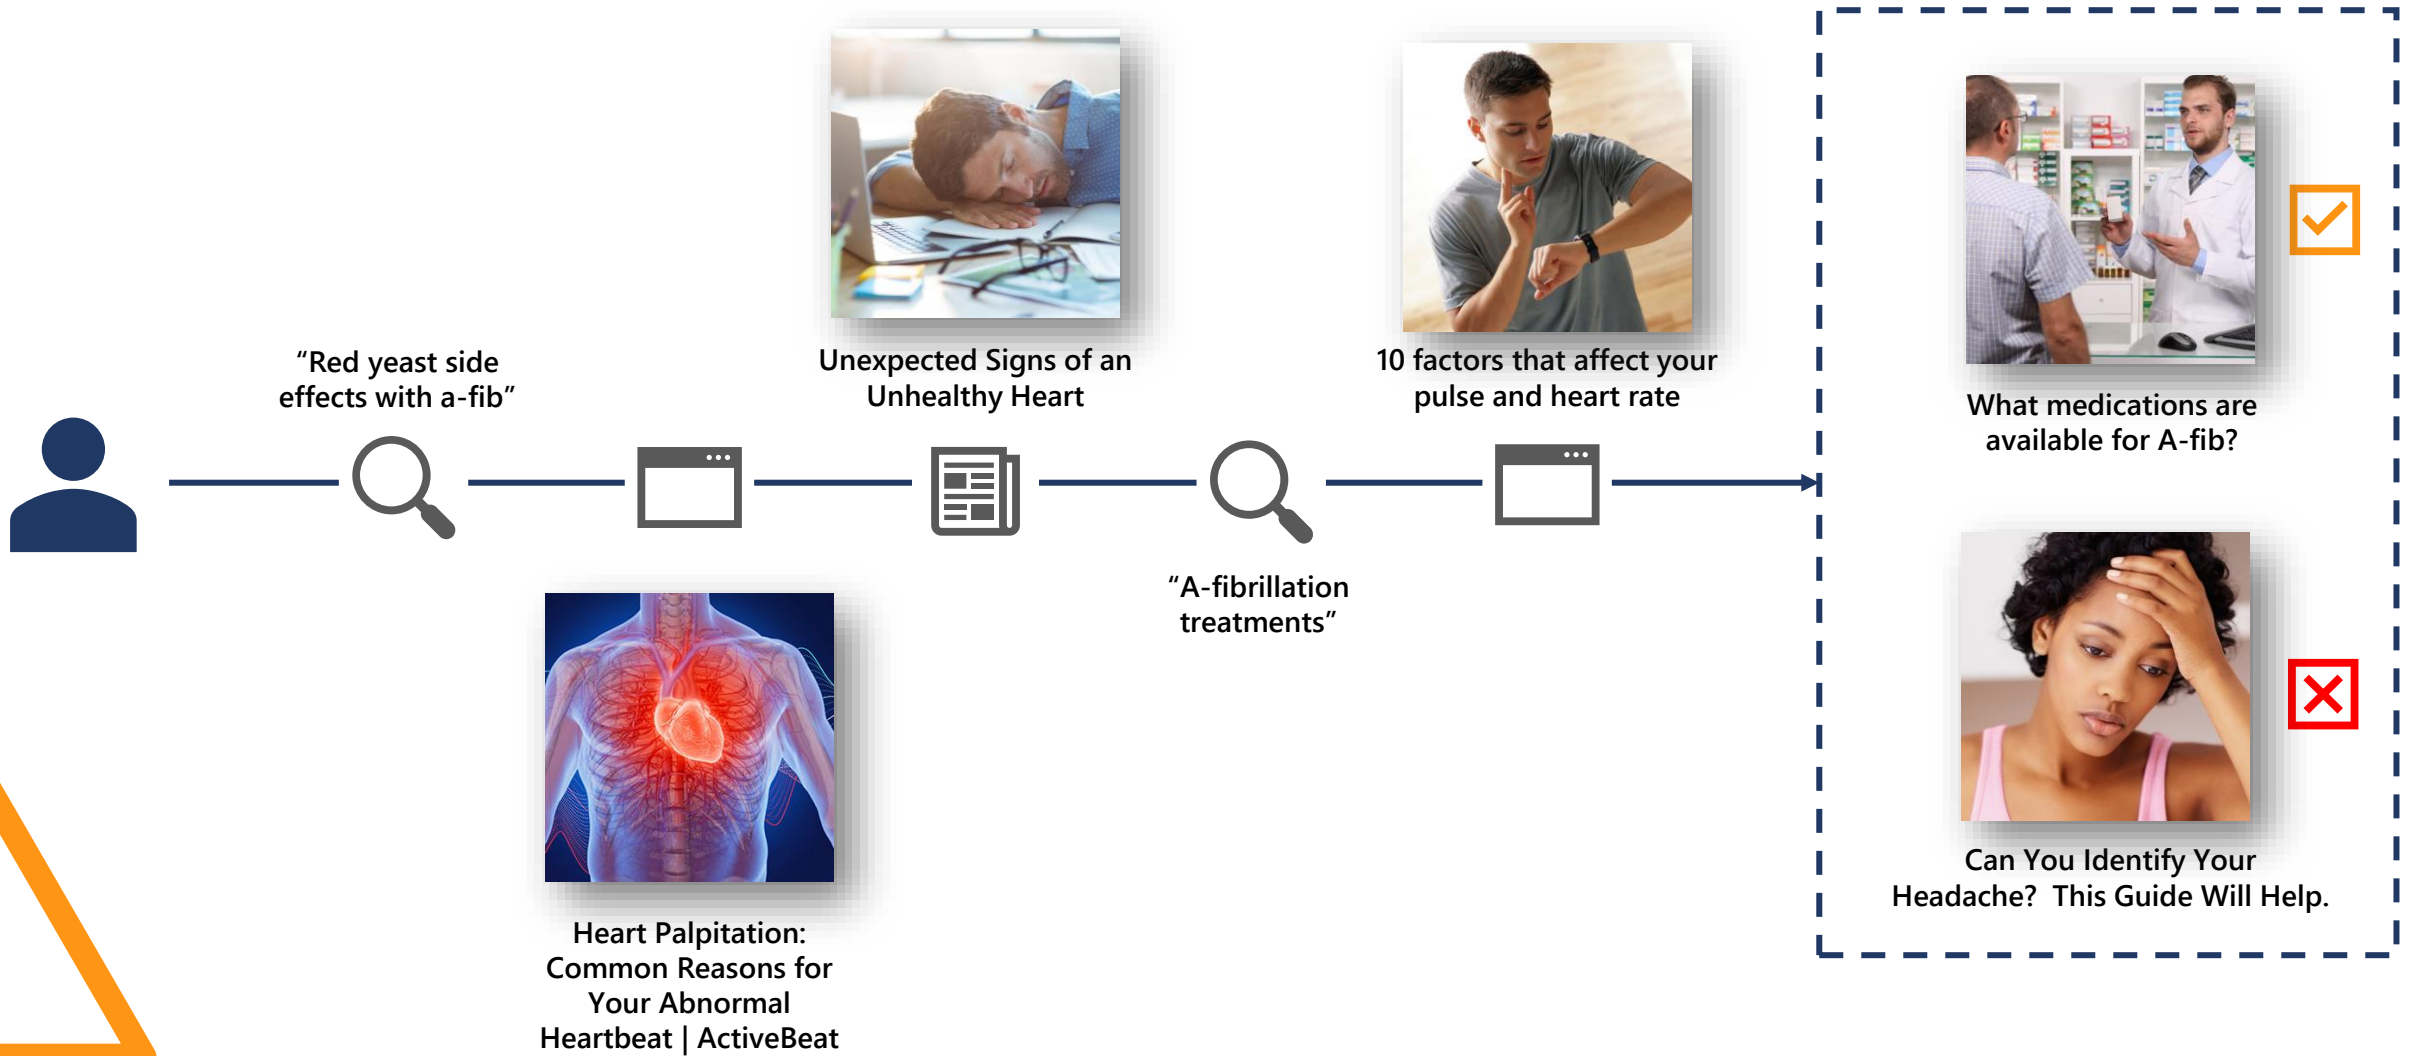 “Red yeast side
effects with a-fib”
Heart Palpitation:
Common Reasons for
Your Abnormal
Heartbeat | ActiveBeat
Unexpected Signs of an
Unhealthy Heart
“A-fibrillation
treatments”
10 factors that affect your
pulse and heart rate
What medications are
available for A-fib?
Can You Identify Your
Headache?  This Guide Will Help.